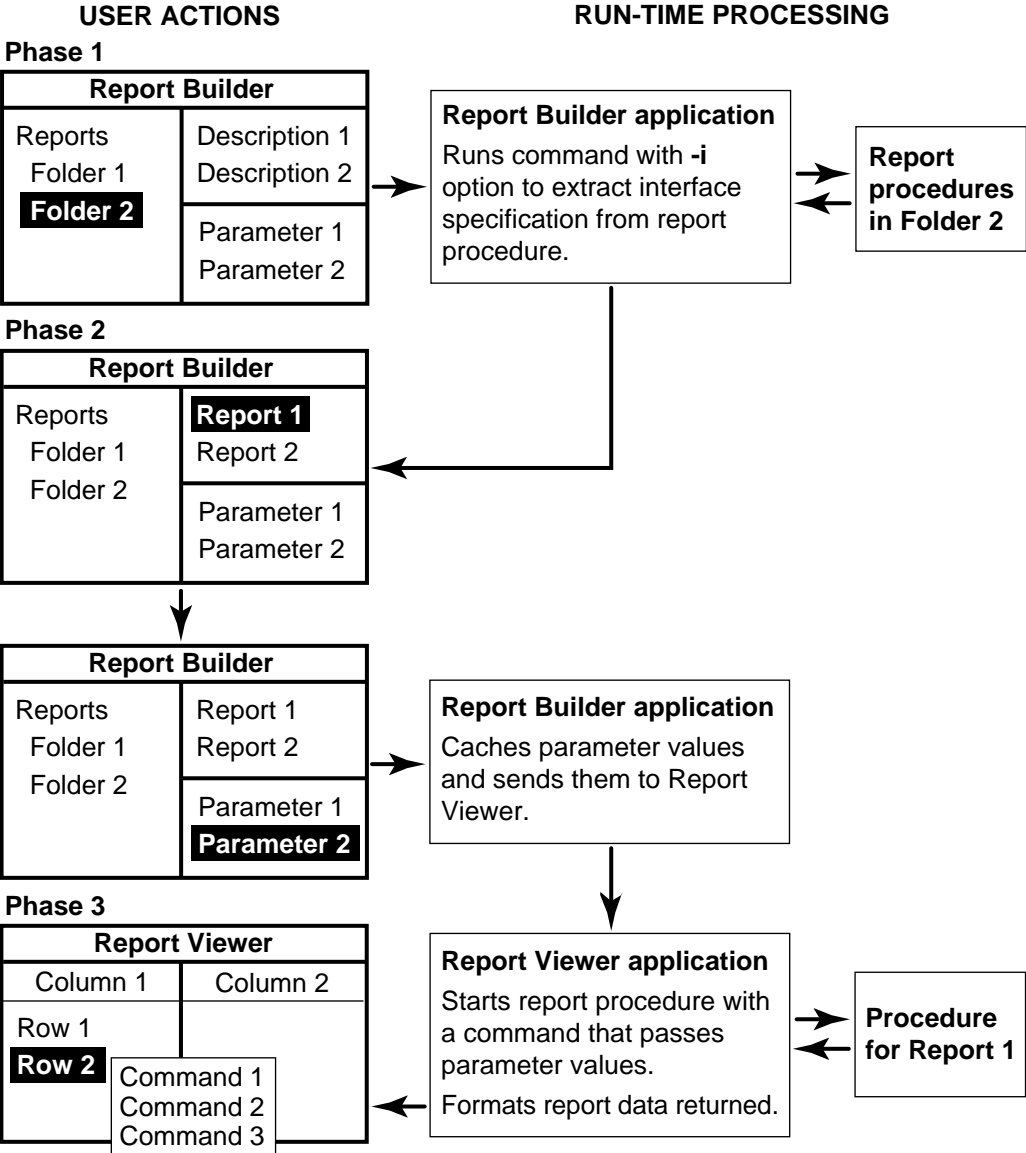 USER ACTIONS
RUN-TIME PROCESSING
Phase 1
Report Builder
Reports
Folder 1
Folder 2
Description 1
Description 2
Parameter 1
Parameter 2
Report Builder application
Runs command with -i
option to extract interface
specification from report
procedure.
Report
procedures
in Folder 2
Phase 2
Report Builder
Reports
Folder 1
Folder 2
Report 1
Report 2
Parameter 1
Parameter 2
Report Builder
Reports
Folder 1
Folder 2
Report 1
Report 2
Parameter 1
Parameter 2
Report Builder application
Caches parameter values
and sends them to Report
Viewer.
Phase 3
Report Viewer
Column 1
Column 2
Row 1
Row 2
Command 1
Command 2
Command 3
Report Viewer application
Starts report procedure with
a command that passes
parameter values.
Formats report data returned.
Procedure
for Report 1